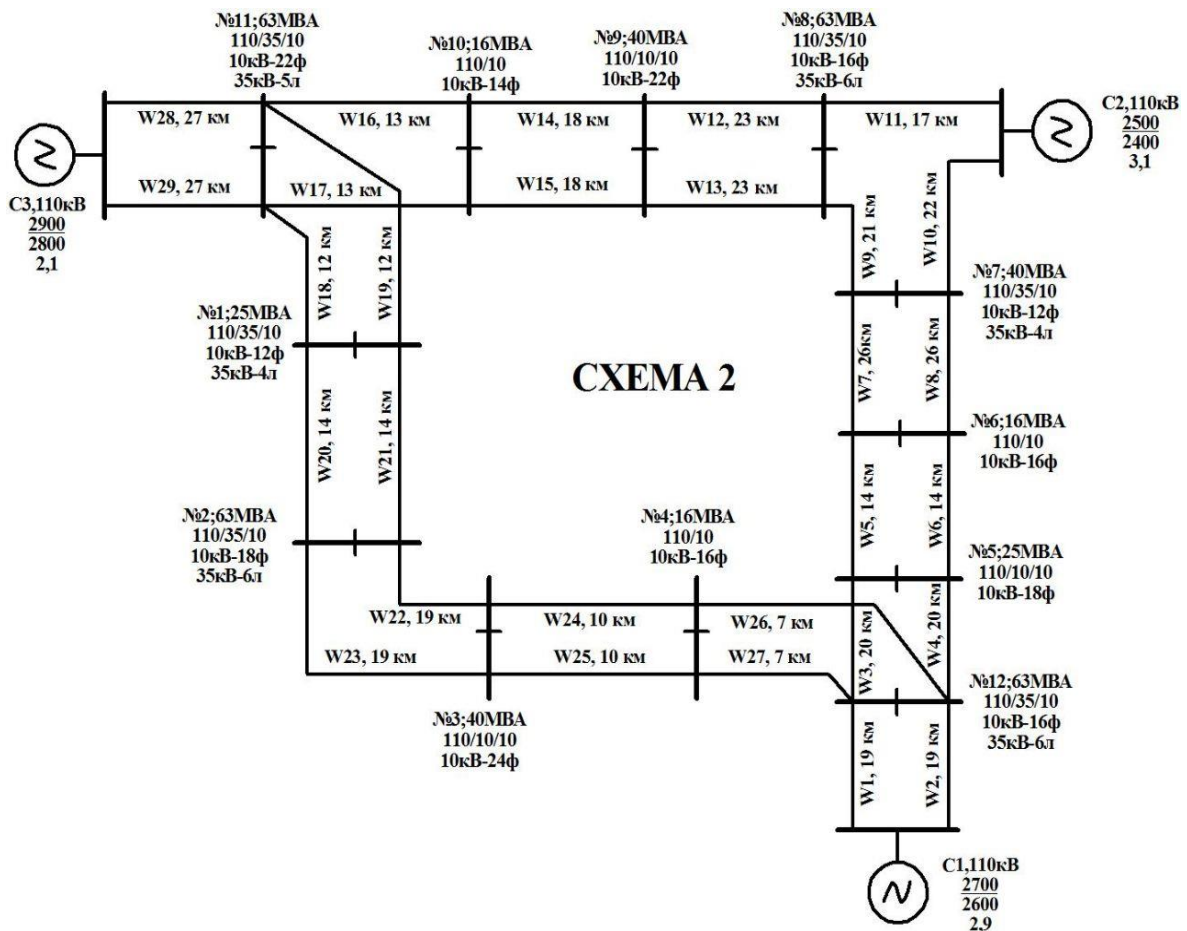 №11;63МВА
110/35/10
10кВ-22ф
35кВ-5л
№10;16МВА
110/10
10кВ-14ф
№9;40МВА
110/10/10
10кВ-22ф
№8;63МВА
110/35/10
10кВ-16ф
35кВ-6л
W28, 27 км
W16, 13 км
W14, 18 км
W12, 23 км
W11, 17 км
С2,110кВ
2500
2400
3,1
W29, 27 км
W17, 13 км
W15, 18 км
W13, 23 км
С3,110кВ
2900
2800
2,1
W18, 12 км
W19, 12 км
W9, 21 км
W10, 22 км
№7;40МВА
110/35/10
10кВ-12ф
35кВ-4л
№1;25МВА
110/35/10
10кВ-12ф
35кВ-4л
СХЕМА 2
W7, 26км
W8, 26 км
№6;16МВА
110/10
10кВ-16ф
W20, 14 км
W21, 14 км
№2;63МВА
110/35/10
10кВ-18ф
35кВ-6л
№4;16МВА
110/10
10кВ-16ф
W5, 14 км
W6, 14 км
№5;25МВА
110/10/10
10кВ-18ф
W22, 19 км
W24, 10 км
W26, 7 км
W3, 20 км
W4, 20 км
W23, 19 км
W25, 10 км
W27, 7 км
№12;63МВА
110/35/10
10кВ-16ф
35кВ-6л
№3;40МВА
110/10/10
10кВ-24ф
W1, 19 км
W2, 19 км
С1,110кВ
2700
2600
2,9